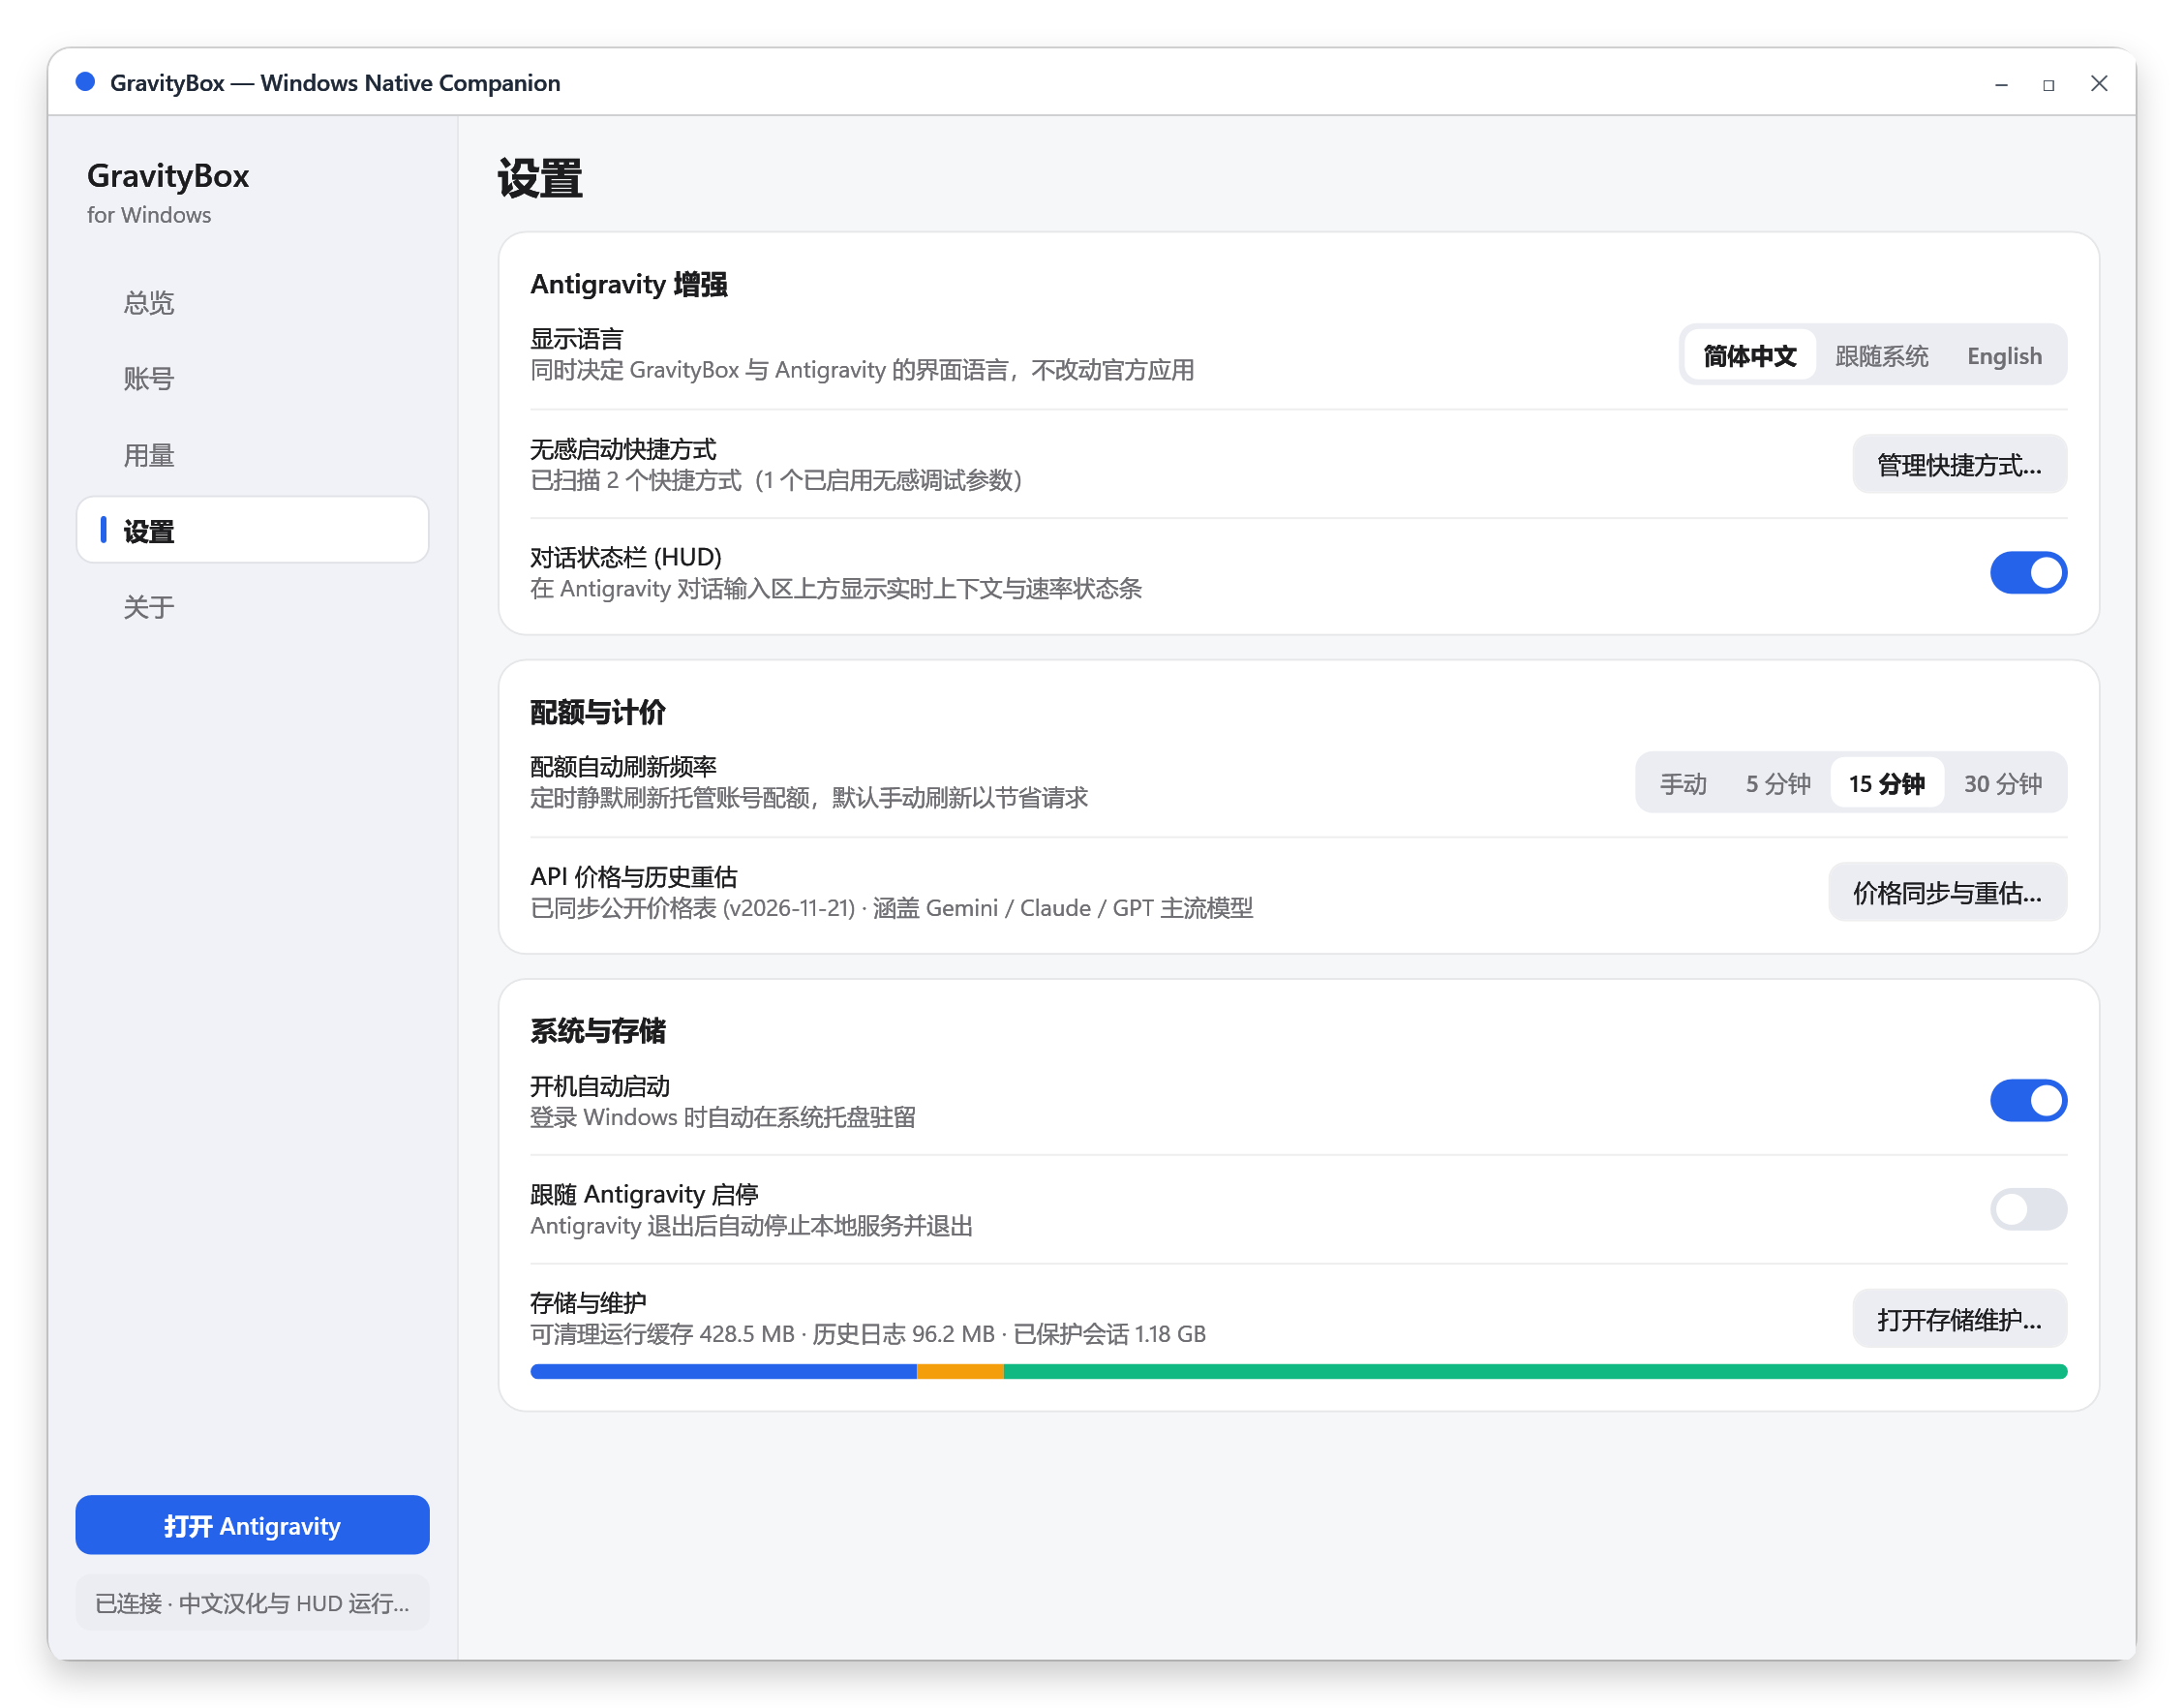 GravityBox — Windows Native Companion
GravityBox
for Windows
总览
账号
用量
设置
关于
打开 Antigravity
已连接 · 中文汉化与 HUD 运行...
设置
Antigravity 增强
显示语言
同时决定 GravityBox 与 Antigravity 的界面语言，不改动官方应用
简体中文 跟随系统 English
无感启动快捷方式
已扫描 2 个快捷方式（1 个已启用无感调试参数）
管理快捷方式...
对话状态栏 (HUD)
在 Antigravity 对话输入区上方显示实时上下文与速率状态条
配额与计价
配额自动刷新频率
定时静默刷新托管账号配额，默认手动刷新以节省请求
手动 5 分钟 15 分钟 30 分钟
API 价格与历史重估
已同步公开价格表 (v2026-11-21) · 涵盖 Gemini / Claude / GPT 主流模型
价格同步与重估...
系统与存储
开机自动启动
登录 Windows 时自动在系统托盘驻留
跟随 Antigravity 启停
Antigravity 退出后自动停止本地服务并退出
存储与维护
可清理运行缓存 428.5 MB · 历史日志 96.2 MB · 已保护会话 1.18 GB
打开存储维护...